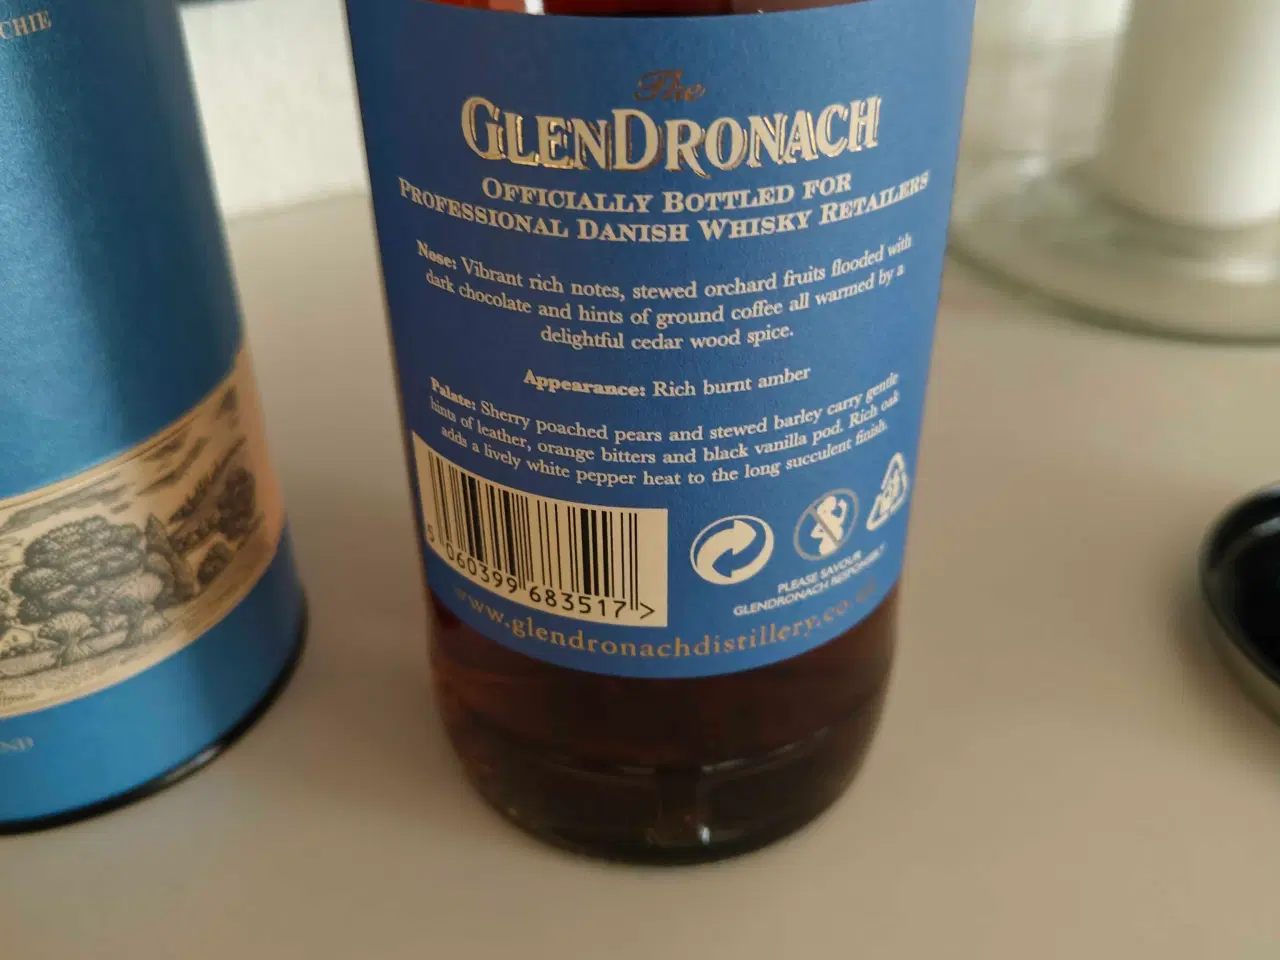 CHIE
The
GLENDRONACH
OFFICIALLY BOTTLED FOR
PROFESSIONAL DANISH WHISKY RETAILERS
Nose: Vibrant rich notes, stewed orchard fruits flooded with
dark chocolate and hints of ground coffee all warmed by a
delightful cedar wood spice.
Appearance: Rich burnt amber
Palate: Sherry poached pears and stewed barley carry gentle
hints of leather, orange bitters and black vanilla pod. Rich oak
adds a lively white pepper heat to the long succulent finish.
5 060399 683517 >
PLEASE SAVOUR
GLENDRONACH RESPONSIBLY
www.glendronachdistillery.co
ND